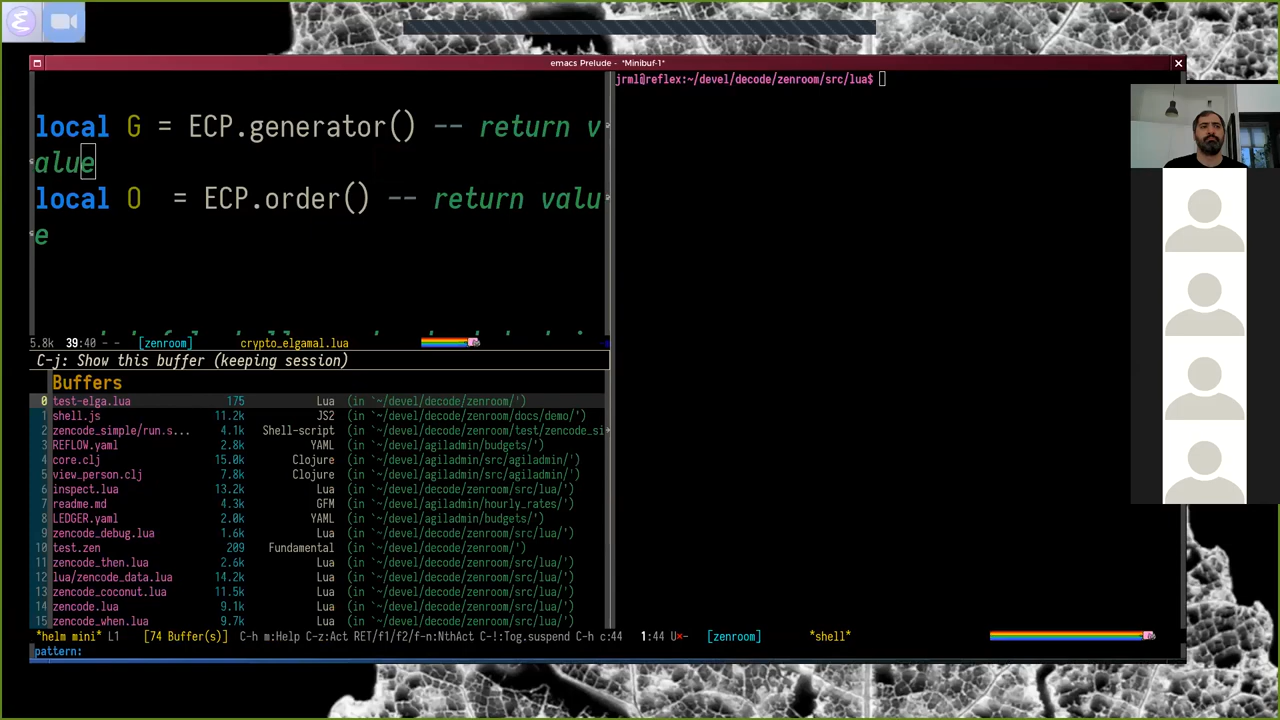 emacs Prelude - *Minibuf-1*
local G = ECP.generator() -- return v
alue
local O  = ECP.order() -- return valu
e
5.8k 39:40 - - [zenroom] crypto_elgamal.lua
C-j: Show this buffer (keeping session)
Buffers
0 test-elga.lua 175 Lua (in `~/devel/decode/zenroom/')
1 shell.js 11.2k JS2 (in `~/devel/decode/zenroom/docs/demo/')
2 zencode_simple/run.s... 4.1k Shell-script (in `~/devel/decode/zenroom/test/zencode_si
3 REFLOW.yaml 2.8k YAML (in `~/devel/agiladmin/budgets/')
4 core.clj 15.0k Clojure (in `~/devel/agiladmin/src/agiladmin/')
5 view_person.clj 7.8k Clojure (in `~/devel/agiladmin/src/agiladmin/')
6 inspect.lua 13.2k Lua (in `~/devel/decode/zenroom/src/lua/')
7 readme.md 4.3k GFM (in `~/devel/agiladmin/hourly_rates/')
8 LEDGER.yaml 2.0k YAML (in `~/devel/agiladmin/budgets/')
9 zencode_debug.lua 1.6k Lua (in `~/devel/decode/zenroom/src/lua/')
10 test.zen 209 Fundamental (in `~/devel/decode/zenroom/')
11 zencode_then.lua 2.6k Lua (in `~/devel/decode/zenroom/src/lua/')
12 lua/zencode_data.lua 14.2k Lua (in `~/devel/decode/zenroom/src/lua/')
13 zencode_coconut.lua 11.5k Lua (in `~/devel/decode/zenroom/src/lua/')
14 zencode.lua 9.1k Lua (in `~/devel/decode/zenroom/src/lua/')
15 zencode_when.lua 9.7k Lua (in `~/devel/decode/zenroom/src/lua/')
*helm mini* L1 [74 Buffer(s)] C-h m:Help C-z:Act RET/f1/f2/f-n:NthAct C-!:Tog.suspend C-h c:44
pattern:
jrml@reflex:~/devel/decode/zenroom/src/lua$
1:44 U×- [zenroom] *shell*